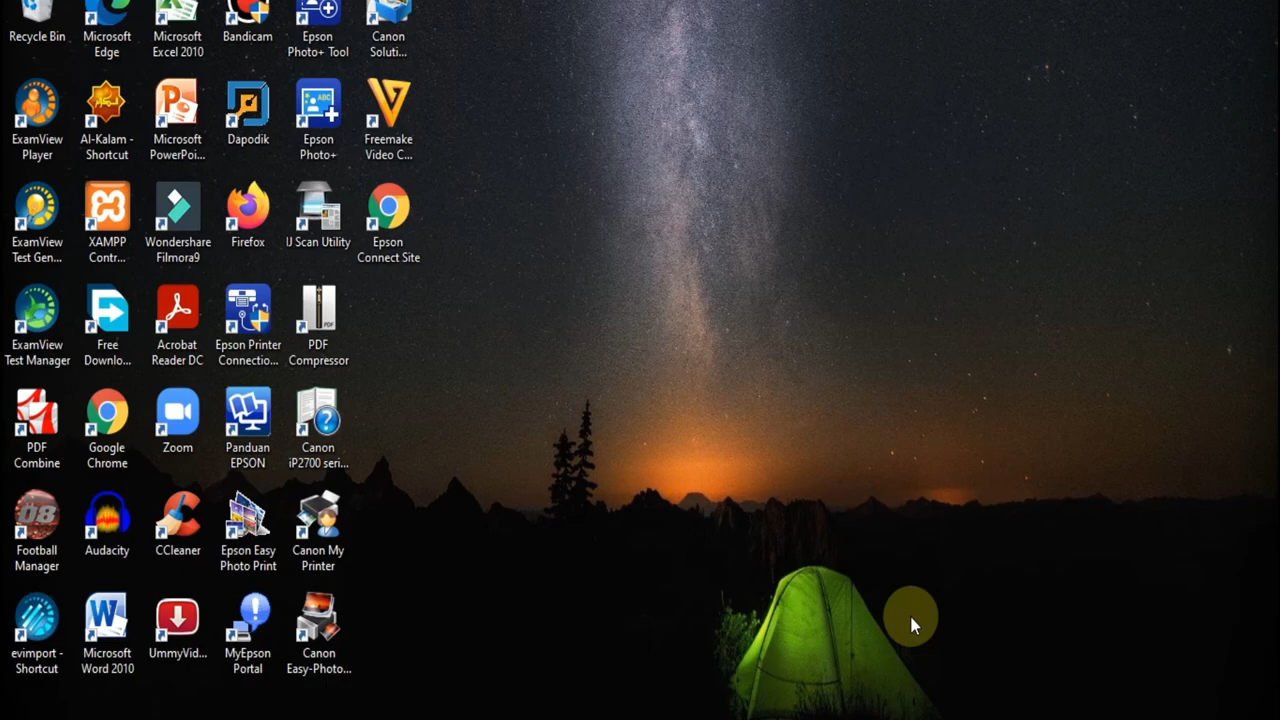 Recycle Bin
Microsoft
Edge
Microsoft
Excel 2010
Bandicam
Epson
Photo+ Tool
Canon
Soluti...
ExamView
Player
Al-Kalam -
Shortcut
Microsoft
PowerPoi...
Dapodik
Epson
Photo+
Freemake
Video C...
ExamView
Test Gen...
XAMPP
Contr...
Wondershare
Filmora9
Firefox
IJ Scan Utility
Epson
Connect Site
ExamView
Test Manager
Free
Downlo...
Acrobat
Reader DC
Epson Printer
Connectio...
PDF
PDF
Compressor
PDF
Combine
Google
Chrome
Zoom
Panduan
EPSON
Canon
iP2700 seri...
08
Football
Manager
Audacity
CCleaner
Epson Easy
Photo Print
Canon My
Printer
evimport -
Shortcut
Microsoft
Word 2010
UmmyVid...
MyEpson
Portal
Canon
Easy-Photo...